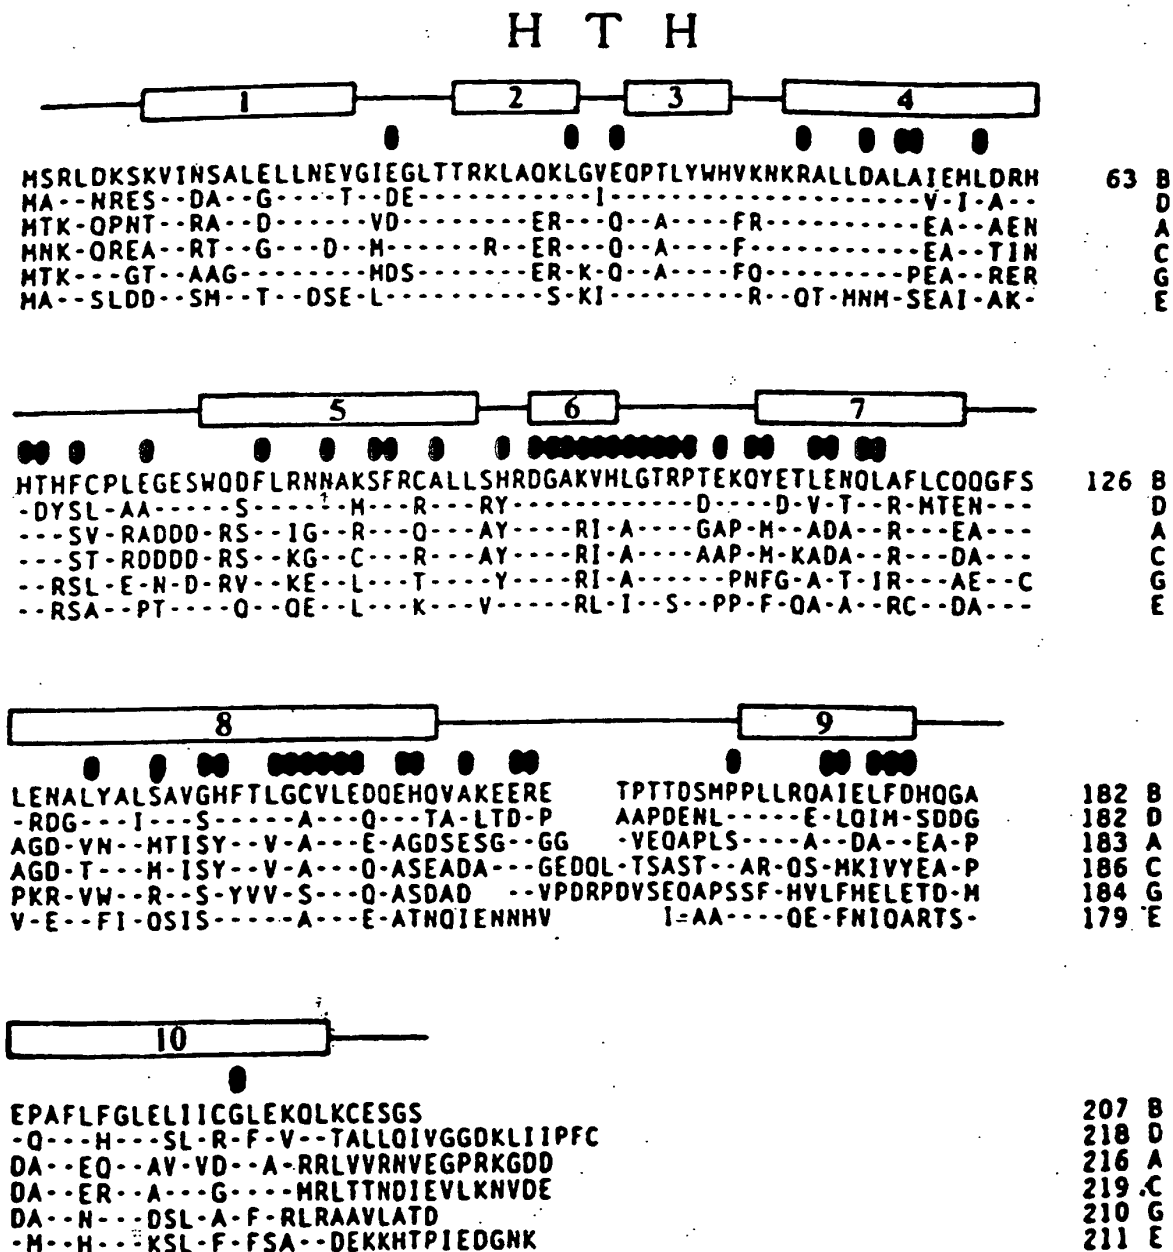 H T H
1 2 3 4
MSRLDKSKVINSALELLNEVGIEGLTTRKLAQKLGVEQPTLYWHVKNKRALLDALAIEMLDRH 63 B
MA--NRES--DA--G----T--DE----------I------------------V-I-A-- D
MTK-QPNT--RA--D-----VD--------ER---Q--A----FR---------EA--AEN A
MNK-QREA--RT--G---D--M------R--ER---Q--A----F----------EA--TIN C
MTK---GT--AAG--------MDS-------ER-K-Q--A----FQ--------PEA--RER G
MA--SLDD--SM--T--DSE-L----------S-KI--------R--QT-MNM-SEAI-AK- E
5 6 7
HTHFCPLEGESWQDFLRNNAKSFRCALLSHRDGAKVHLGTRPTEKQYETLENQLAFLCQQGFS 126 B
-DYSL-AA-----S------M---R---RY------------D----D-V-T--R-MTEN--- D
---SV-RADDD-RS--IG--R---Q---AY----RI-A----GAP-M--ADA--R---EA--- A
---ST-RDDDD-RS--KG--C---R---AY----RI-A----AAP-M-KADA--R---DA--- C
--RSL-E-N-D-RV--KE--L---T----Y----RI-A------PNFG-A-T-IR---AE--C G
--RSA--PT----Q--QE--L---K---V-----RL-I--S--PP-F-QA-A--RC--DA--- E
8 9
LENALYALSAVGHFTLGCVLEDQEHQVAKEERE TPTTDSMPPLLRQAIELFDHQGA 182 B
-RDG---I---S-----A---Q---TA-LTD-P AAPDENL-----E-LQIM-SDDG 182 D
AGD-VN--MTISY--V-A---E-AGDSESG--GG -VEQAPLS----A--DA--EA-P 183 A
AGD-T---M-ISY--V-A---Q-ASEADA---GEDQL-TSAST--AR-QS-MKIVYEA-P 186 C
PKR-VW--R--S-YVV-S---Q-ASDAD --VPDRPDVSEQAPSSF-HVLFHELETD-M 184 G
V-E--FI-QSIS-----A---E-ATNQIENNHV I-AA----QE-FNIQARTS- 179 E
10
EPAFLFGLELIICGLEKQLKCESGS 207 B
-Q---H---SL-R-F-V--TALLQIVGGDKLIIPFC 218 D
DA--EQ--AV-VD--A-RRLVVRNVEGPRKGDD 216 A
DA--ER--A---G----MRLTTNDIEVLKNVDE 219 C
DA--N---DSL-A-F-RLRAAVLATD 210 G
-M--H---KSL-F-FSA--DEKKHTPIEDGNK 211 E